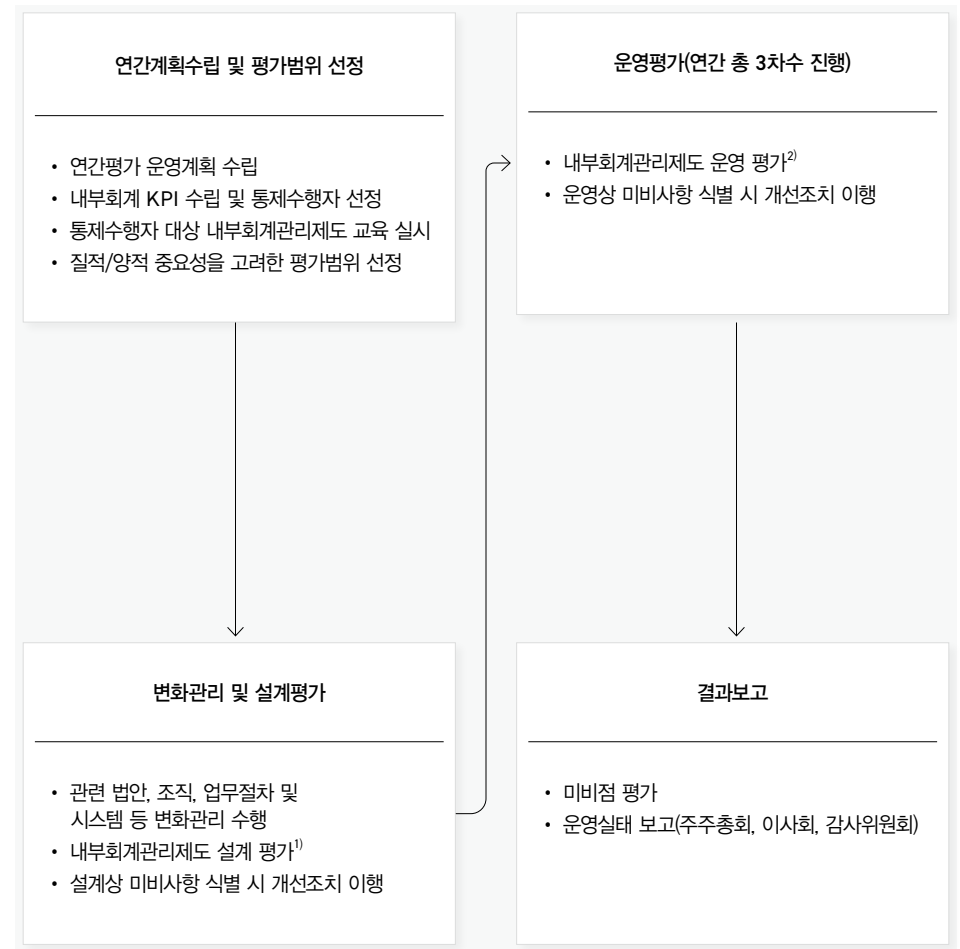 연간계획수립 및 평가범위 선정
• 연간평가 운영계획 수립
• 내부회계 KPI 수립 및 통제수행자 선정
• 통제수행자 대상 내부회계관리제도 교육 실시
• 질적/양적 중요성을 고려한 평가범위 선정
변화관리 및 설계평가
• 관련 법안, 조직, 업무절차 및
시스템 등 변화관리 수행
• 내부회계관리제도 설계 평가1)
• 설계상 미비사항 식별 시 개선조치 이행
운영평가(연간 총 3차수 진행)
• 내부회계관리제도 운영 평가2)
• 운영상 미비사항 식별 시 개선조치 이행
결과보고
• 미비점 평가
• 운영실태 보고(주주총회, 이사회, 감사위원회)